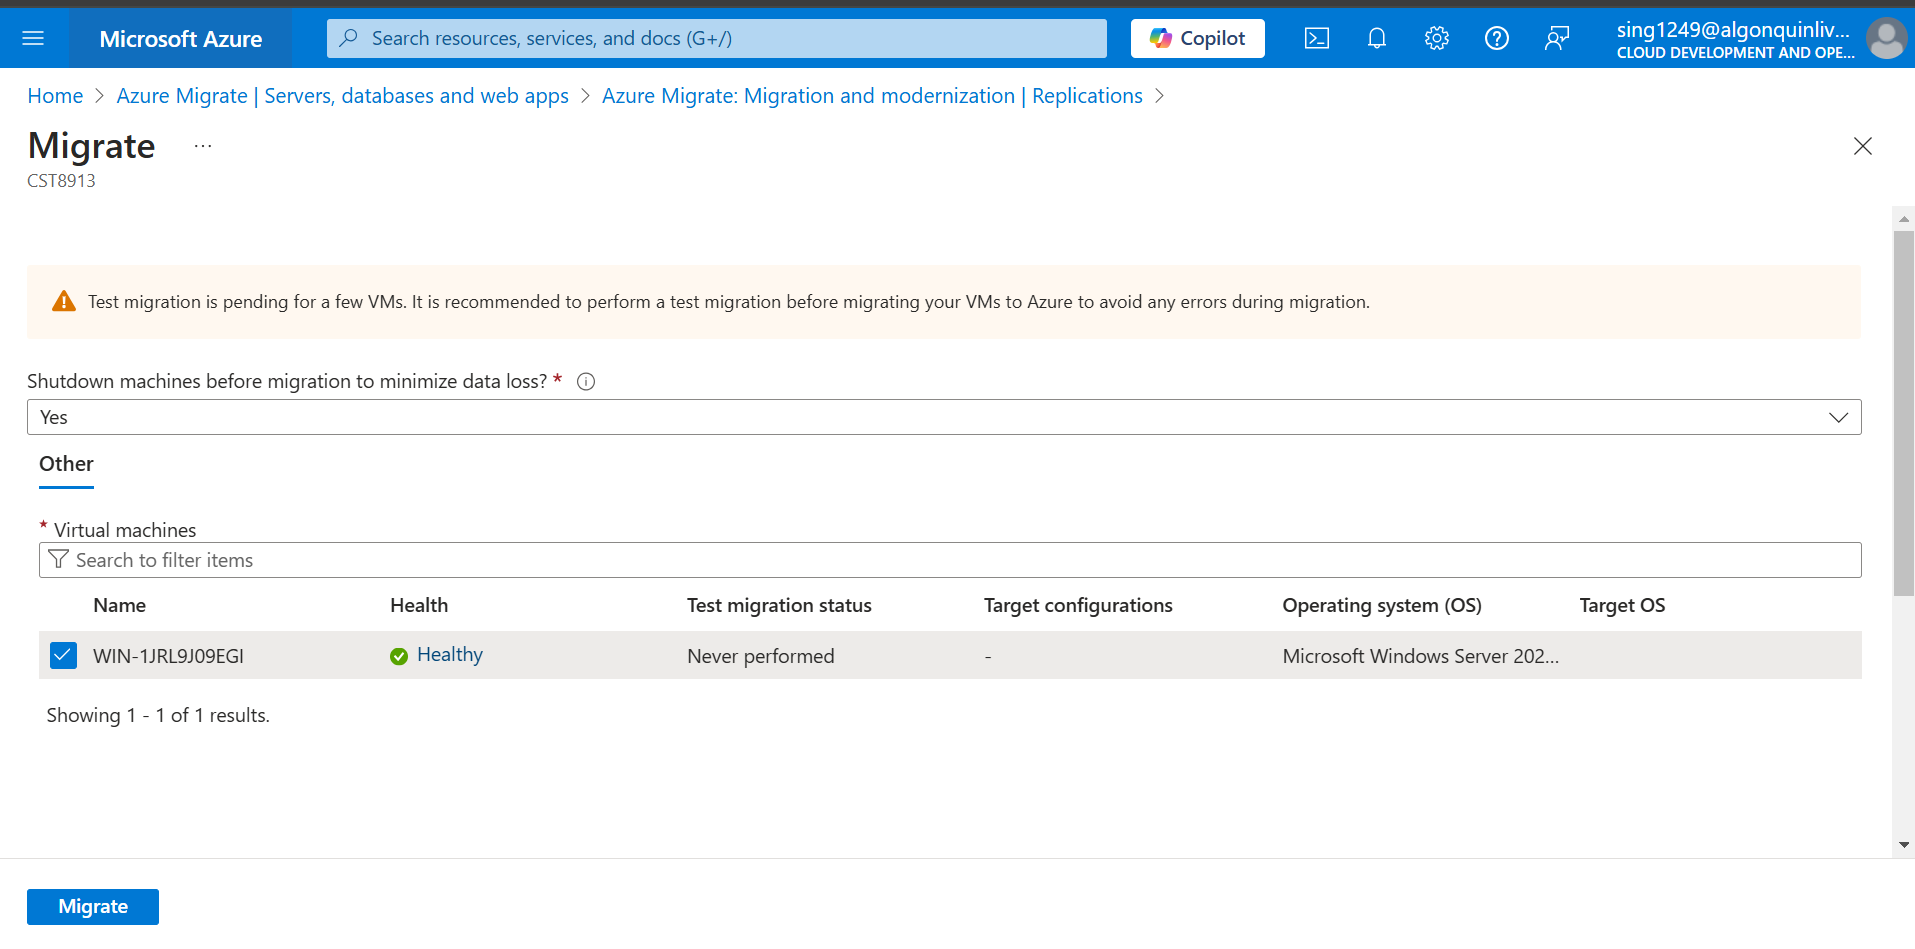 Microsoft Azure
Search resources, services, and docs (G+/)
Copilot
sing1249@algonquinliv...
CLOUD DEVELOPMENT AND OPE...
Home > Azure Migrate | Servers, databases and web apps > Azure Migrate: Migration and modernization | Replications >
Migrate ...
CST8913
Test migration is pending for a few VMs. It is recommended to perform a test migration before migrating your VMs to Azure to avoid any errors during migration.
Shutdown machines before migration to minimize data loss? *
Yes
Other
* Virtual machines
Search to filter items
Name Health Test migration status Target configurations Operating system (OS) Target OS
WIN-1JRL9J09EGI Healthy Never performed - Microsoft Windows Server 202...
Showing 1 - 1 of 1 results.
Migrate